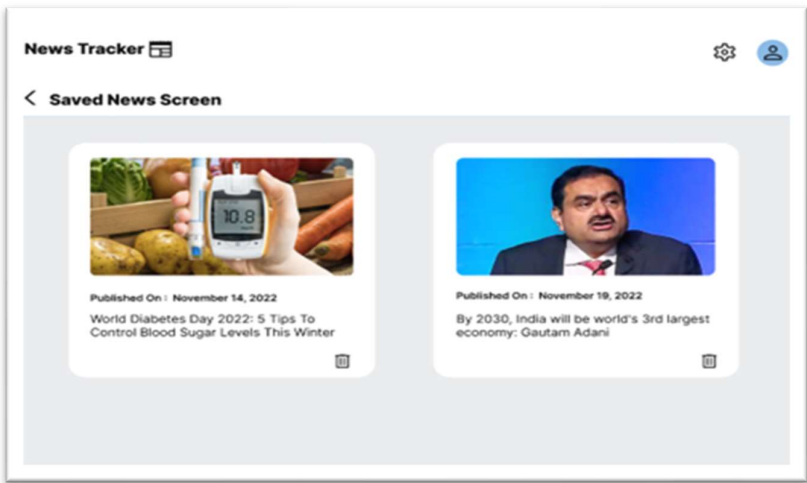 News Tracker
Saved News Screen
10.8
Published On : November 14, 2022
World Diabetes Day 2022: 5 Tips To
Control Blood Sugar Levels This Winter
Published On : November 19, 2022
By 2030, India will be world's 3rd largest
economy: Gautam Adani